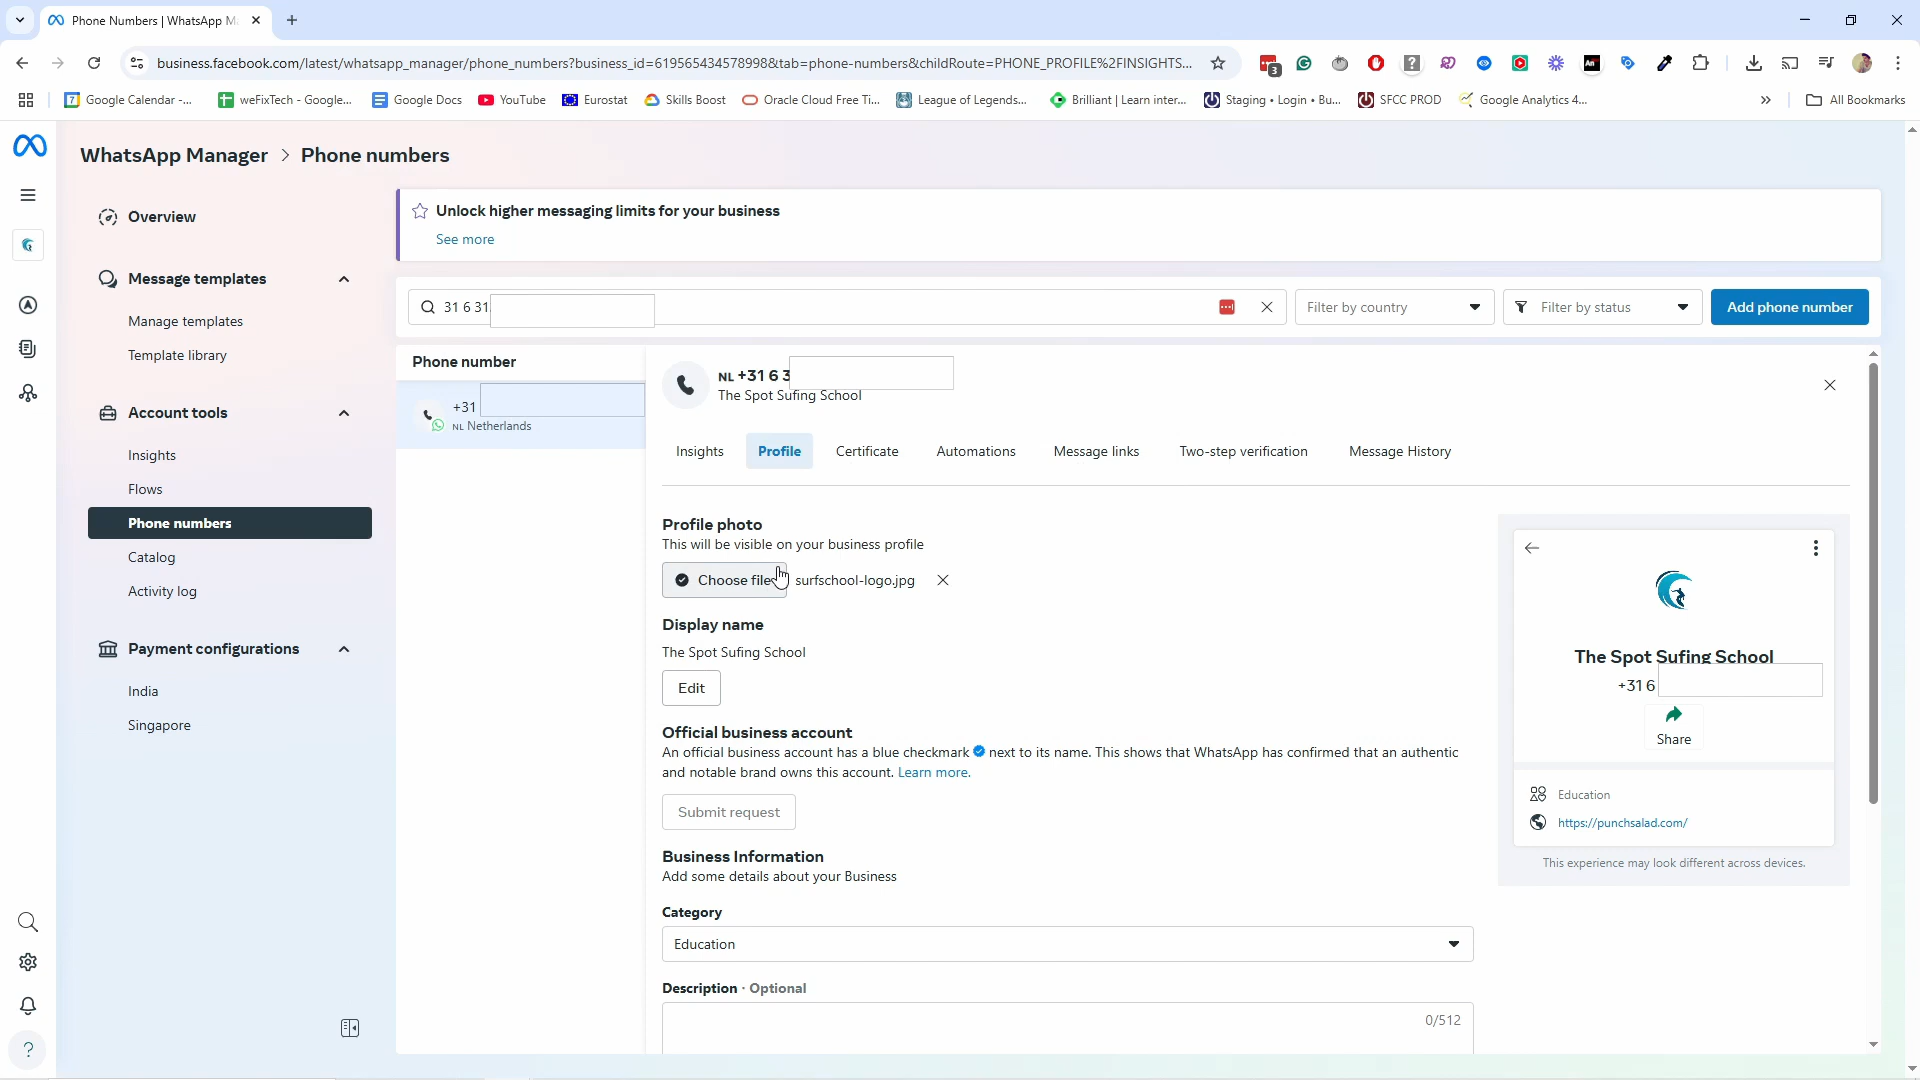 Phone Numbers | WhatsApp M
business.facebook.com/latest/whatsapp_manager/phone_numbers?business_id=619565434578998&tab=phone-numbers&childRoute=PHONE_PROFILE%2FINSIGHTS...
3
An
Google Calendar -...
weFixTech - Google...
Google Docs
YouTube
Eurostat
Skills Boost
Oracle Cloud Free Ti...
League of Legends...
Brilliant | Learn inter...
Staging • Login • Bu...
SFCC PROD
Google Analytics 4...
»
All Bookmarks
WhatsApp Manager > Phone numbers
Overview
Message templates
Manage templates
Template library
Account tools
Insights
Flows
Phone numbers
Catalog
Activity log
Payment configurations
India
Singapore
Unlock higher messaging limits for your business
See more
31 6 31
Filter by country
Filter by status
Add phone number
Phone number
+31
NL Netherlands
NL +31 6 3
The Spot Sufing School
Insights
Profile
Certificate
Automations
Message links
Two-step verification
Message History
Profile photo
This will be visible on your business profile
Choose file
surfschool-logo.jpg
Display name
The Spot Sufing School
Edit
Official business account
An official business account has a blue checkmark next to its name. This shows that WhatsApp has confirmed that an authentic
and notable brand owns this account. Learn more.
Submit request
Business Information
Add some details about your Business
Category
Education
Description · Optional
0/512
The Spot Sufing School
+31 6
Share
Education
https://punchsalad.com/
This experience may look different across devices.